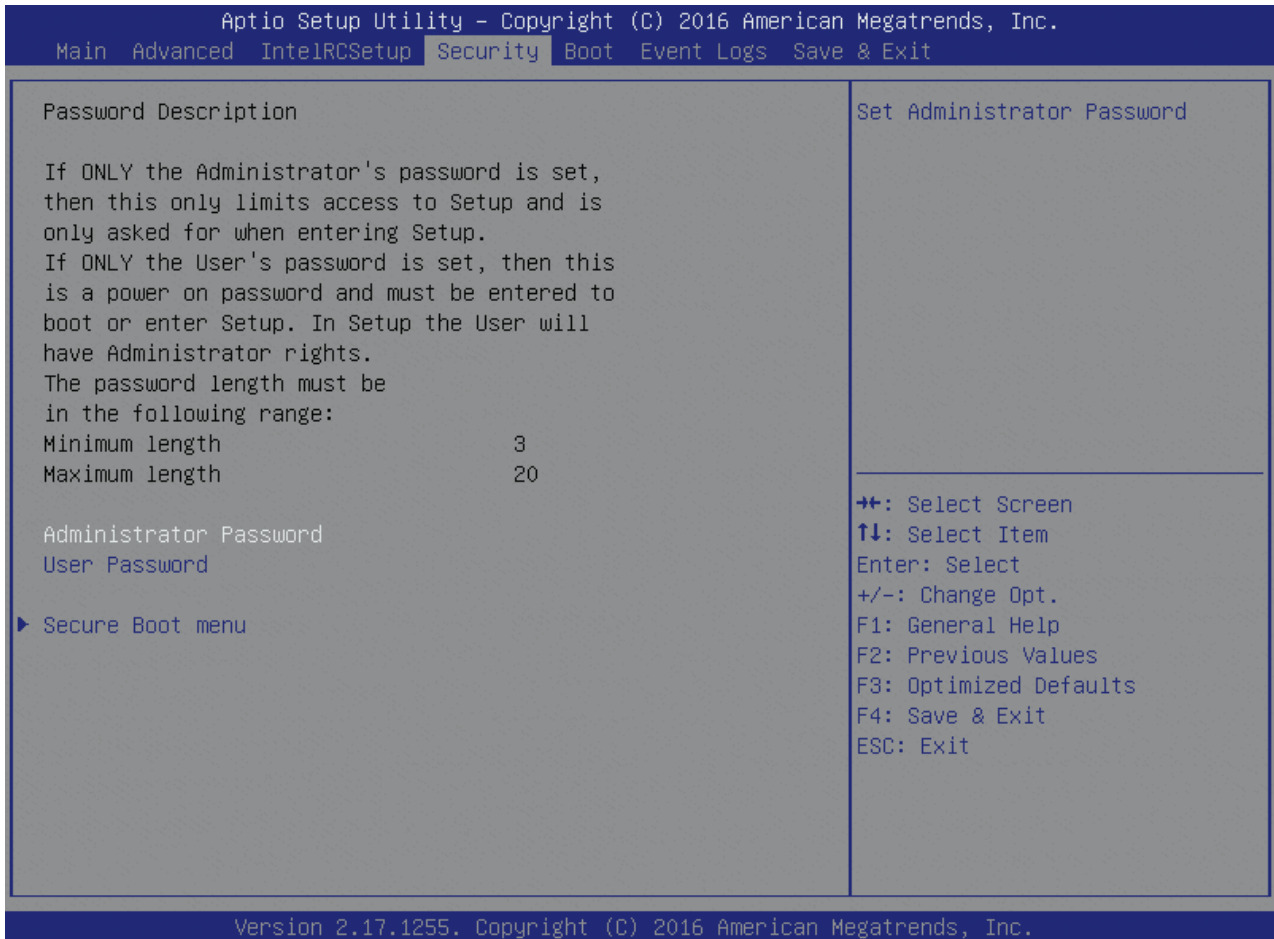 Aptio Setup Utility – Copyright (C) 2016 American Megatrends, Inc.
Main Advanced IntelRCSetup Security Boot Event Logs Save & Exit
Password Description
If ONLY the Administrator's password is set,
then this only limits access to Setup and is
only asked for when entering Setup.
If ONLY the User's password is set, then this
is a power on password and must be entered to
boot or enter Setup. In Setup the User will
have Administrator rights.
The password length must be
in the following range:
Minimum length 3
Maximum length 20
Administrator Password
User Password
Secure Boot menu
Set Administrator Password
→←: Select Screen
↑↓: Select Item
Enter: Select
+/-: Change Opt.
F1: General Help
F2: Previous Values
F3: Optimized Defaults
F4: Save & Exit
ESC: Exit
Version 2.17.1255. Copyright (C) 2016 American Megatrends, Inc.